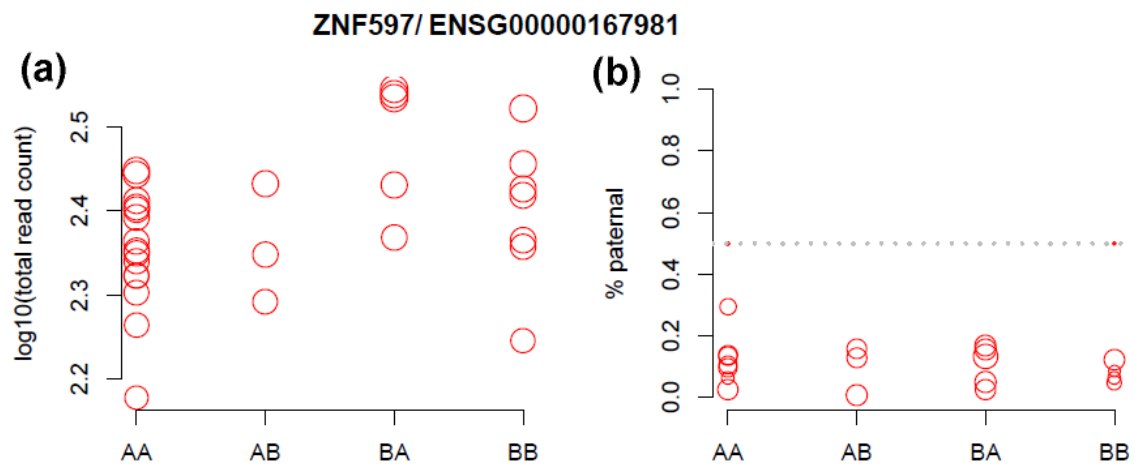 ZNF597/ ENSG00000167981
(a)
log10(total read count)
2.5
2.4
2.3
2.2
AA AB BA BB
(b)
% paternal
1.0
0.8
0.6
0.4
0.2
0.0
AA AB BA BB